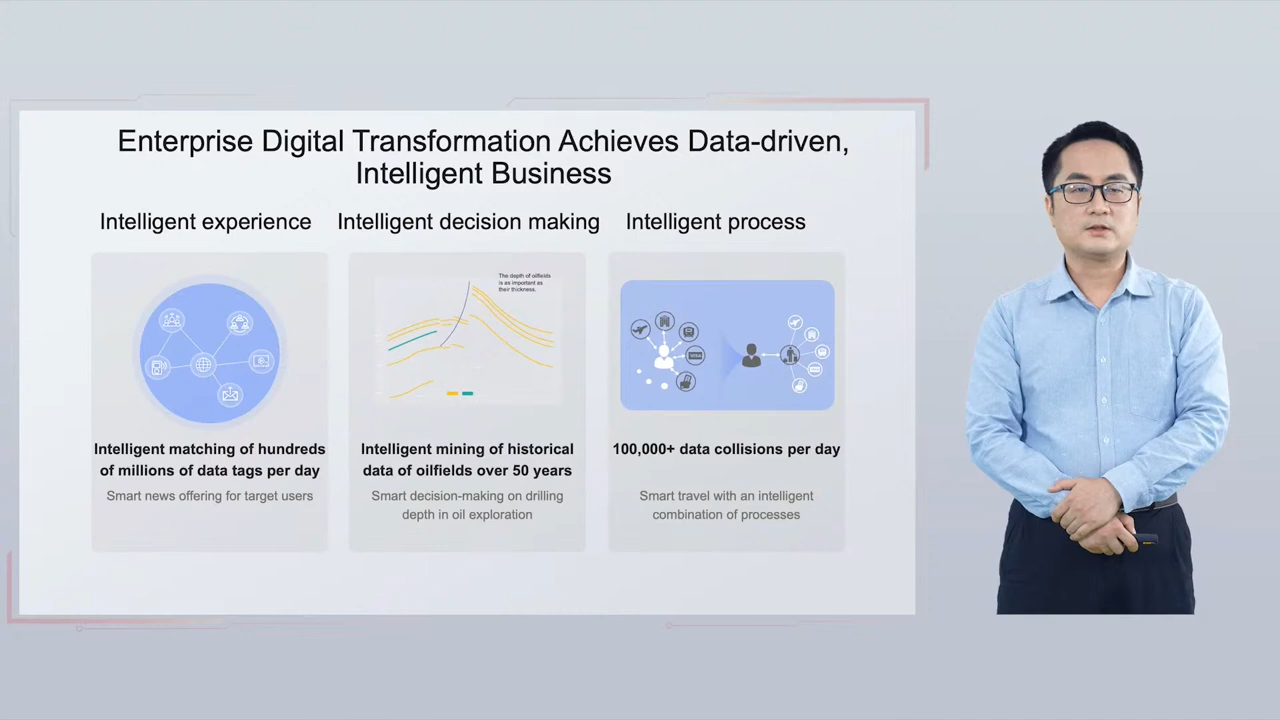 Enterprise Digital Transformation Achieves Data-driven,
Intelligent Business
Intelligent experience
Intelligent decision making
Intelligent process
The depth of oilfields
is as important as
their thickness.
VISA
Intelligent matching of hundreds
of millions of data tags per day
Smart news offering for target users
Intelligent mining of historical
data of oilfields over 50 years
Smart decision-making on drilling
depth in oil exploration
100,000+ data collisions per day
Smart travel with an intelligent
combination of processes